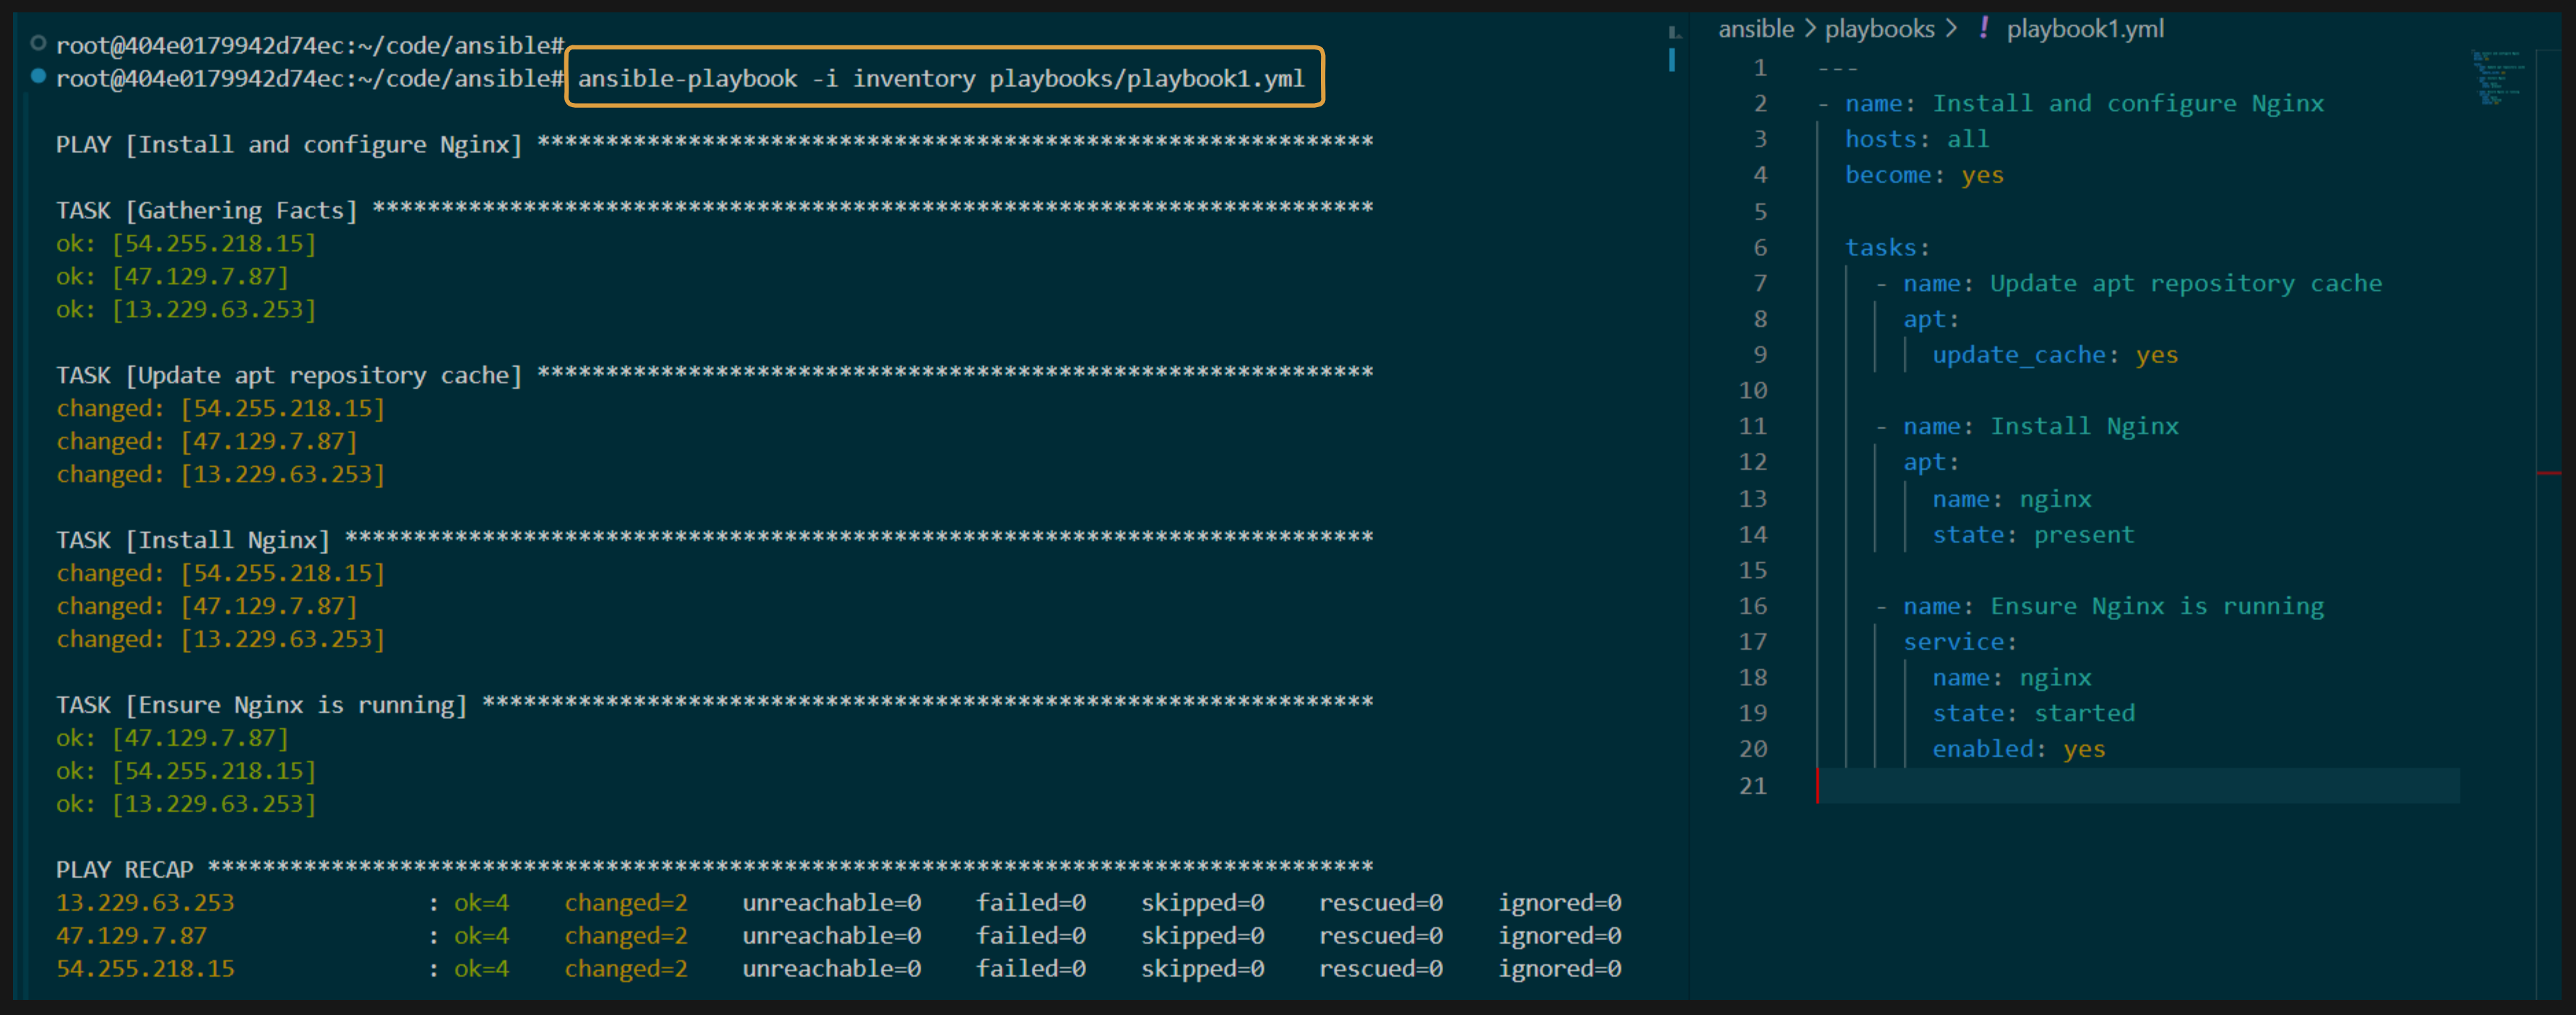 root@404e0179942d74ec:~/code/ansible#
root@404e0179942d74ec:~/code/ansible# ansible-playbook -i inventory playbooks/playbook1.yml
PLAY [Install and configure Nginx] *************************************************************
TASK [Gathering Facts] *************************************************************************
ok: [54.255.218.15]
ok: [47.129.7.87]
ok: [13.229.63.253]
TASK [Update apt repository cache] *************************************************************
changed: [54.255.218.15]
changed: [47.129.7.87]
changed: [13.229.63.253]
TASK [Install Nginx] ***************************************************************************
changed: [54.255.218.15]
changed: [47.129.7.87]
changed: [13.229.63.253]
TASK [Ensure Nginx is running] *****************************************************************
ok: [47.129.7.87]
ok: [54.255.218.15]
ok: [13.229.63.253]
PLAY RECAP *************************************************************************************
13.229.63.253 : ok=4 changed=2 unreachable=0 failed=0 skipped=0 rescued=0 ignored=0
47.129.7.87 : ok=4 changed=2 unreachable=0 failed=0 skipped=0 rescued=0 ignored=0
54.255.218.15 : ok=4 changed=2 unreachable=0 failed=0 skipped=0 rescued=0 ignored=0
ansible > playbooks > ! playbook1.yml
1 ---
2 - name: Install and configure Nginx
3 hosts: all
4 become: yes
5
6 tasks:
7 - name: Update apt repository cache
8 apt:
9 update_cache: yes
10
11 - name: Install Nginx
12 apt:
13 name: nginx
14 state: present
15
16 - name: Ensure Nginx is running
17 service:
18 name: nginx
19 state: started
20 enabled: yes
21